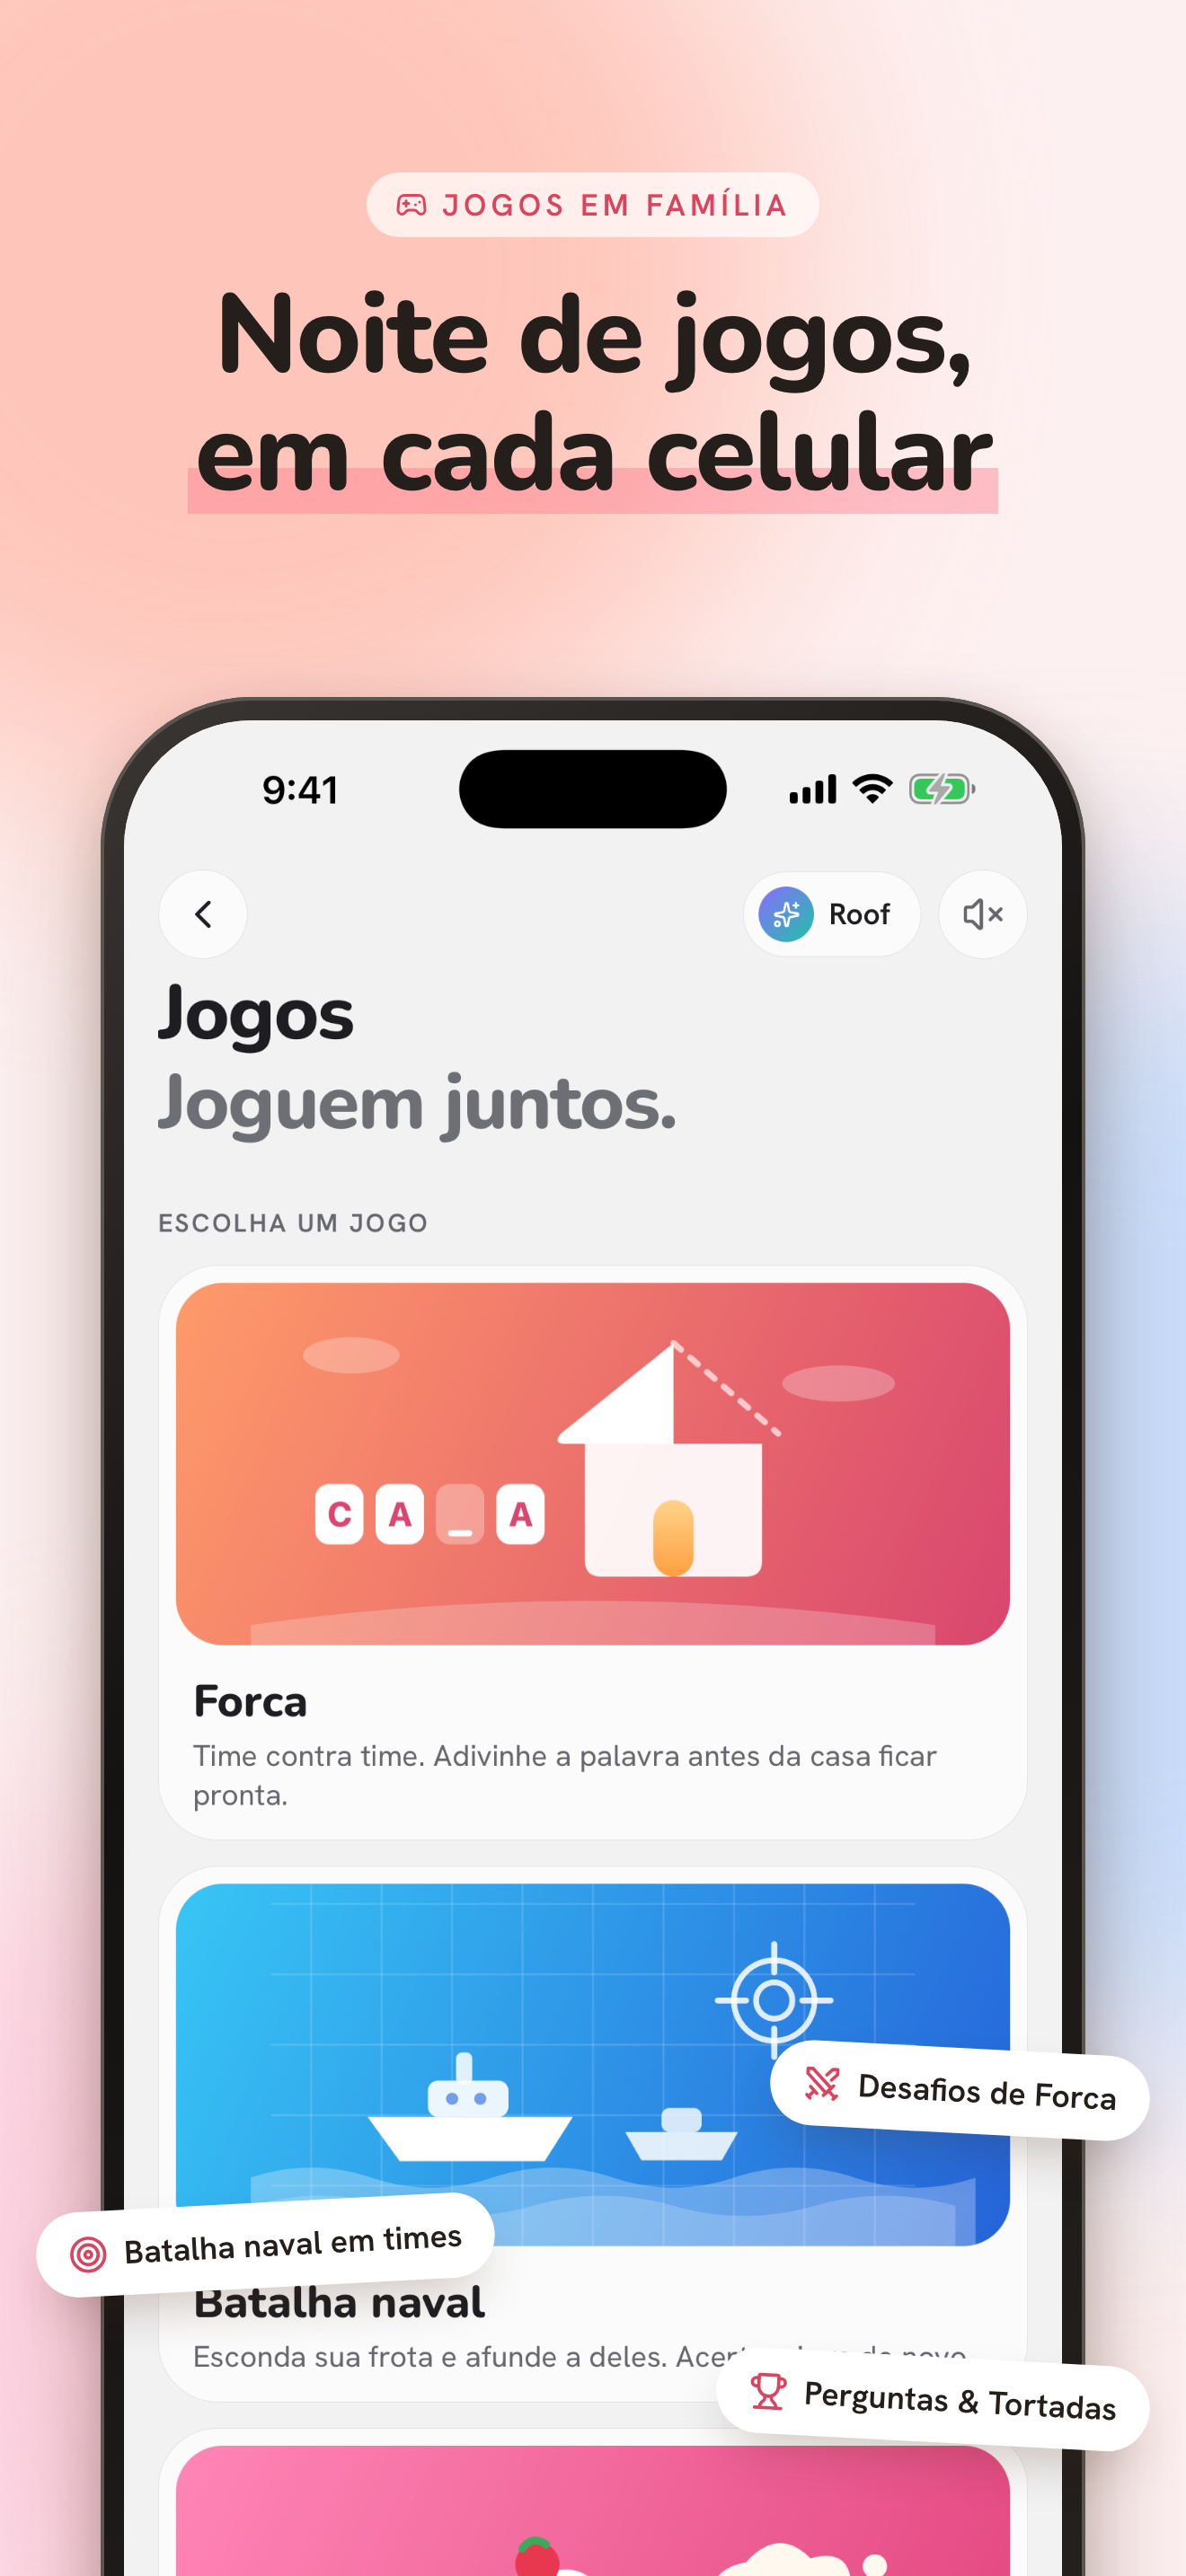 JOGOS EM FAMÍLIA
Noite de jogos,
em cada celular
9:41
Roof
Jogos
Joguem juntos.
ESCOLHA UM JOGO
C A _ A
Forca
Time contra time. Adivinhe a palavra antes da casa ficar
pronta.
Desafios de Forca
Batalha naval em times
Batalha naval
Esconda sua frota e afunde a deles.
Perguntas & Tortadas